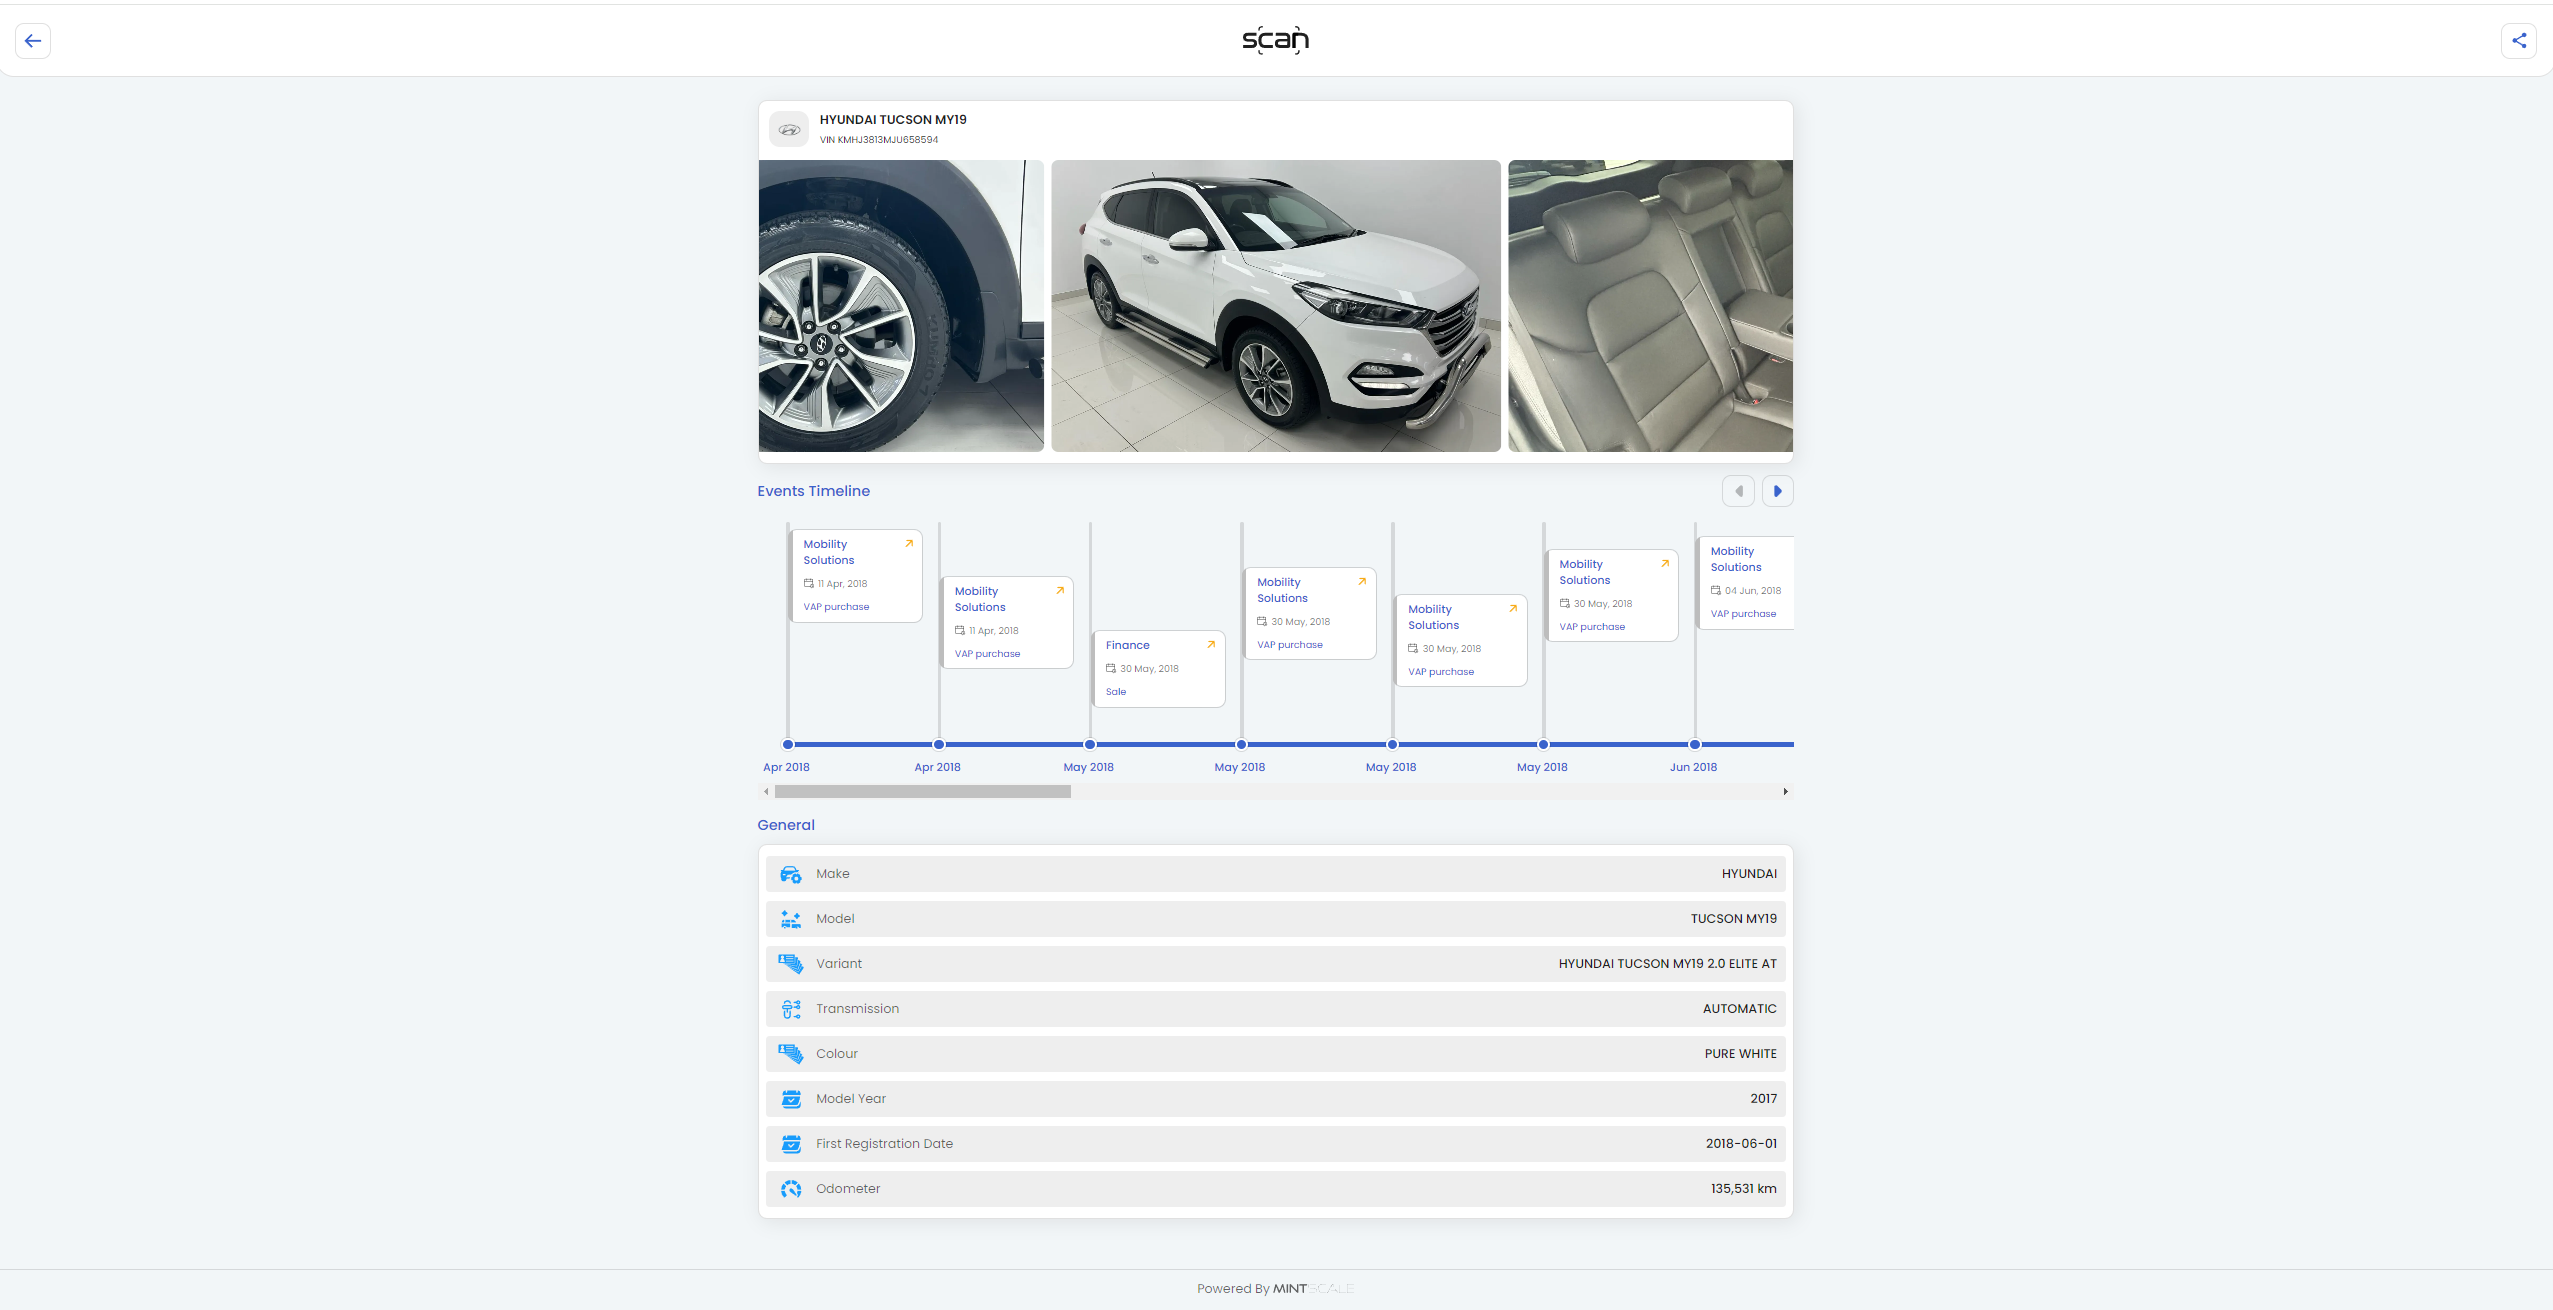 scan
HYUNDAI TUCSON MY19
VIN KMHJ3813MJU658594
Events Timeline
Mobility
Solutions
11 Apr, 2018
VAP purchase
Mobility
Solutions
11 Apr, 2018
VAP purchase
Finance
30 May, 2018
Sale
Mobility
Solutions
30 May, 2018
VAP purchase
Mobility
Solutions
30 May, 2018
VAP purchase
Mobility
Solutions
30 May, 2018
VAP purchase
Mobility
Solutions
04 Jun, 2018
VAP purchase
Apr 2018
Apr 2018
May 2018
May 2018
May 2018
May 2018
Jun 2018
General
Make HYUNDAI
Model TUCSON MY19
Variant HYUNDAI TUCSON MY19 2.0 ELITE AT
Transmission AUTOMATIC
Colour PURE WHITE
Model Year 2017
First Registration Date 2018-06-01
Odometer 135,531 km
Powered By MINTSCALE